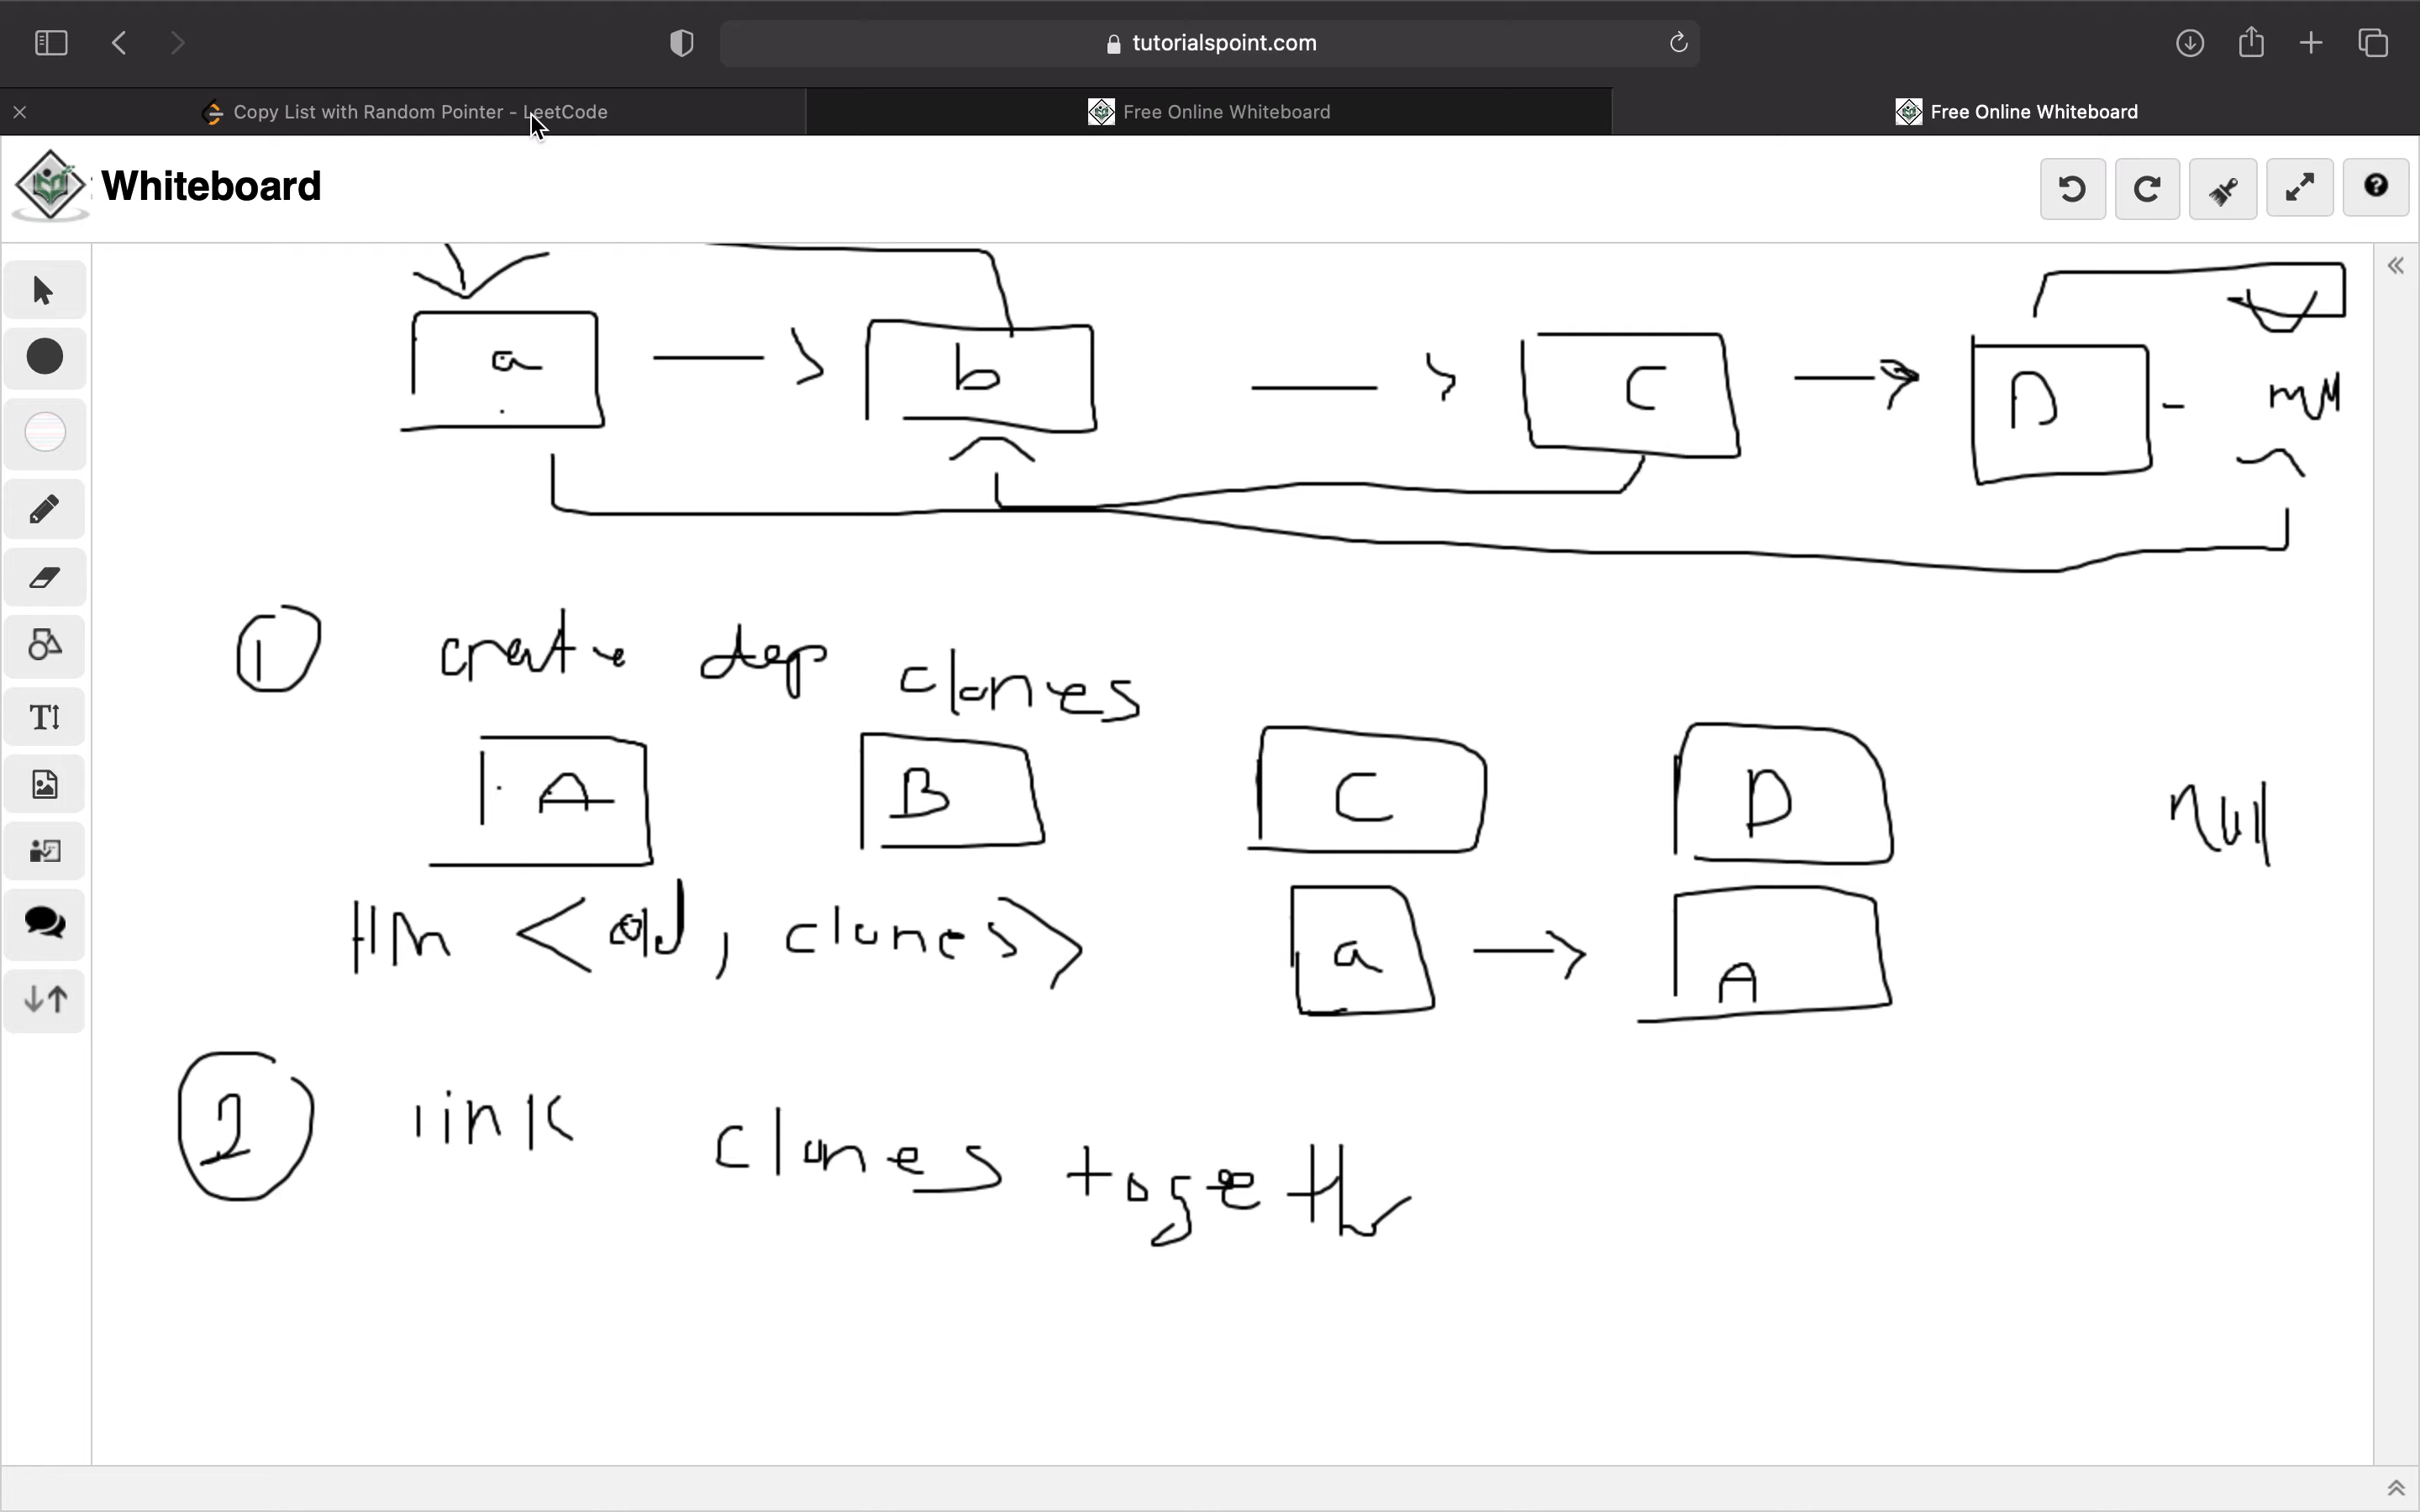 tutorialspoint.com
Copy List with Random Pointer - LeetCode
Free Online Whiteboard
Free Online Whiteboard
Whiteboard
a b C D
① create deep clones
A B C D null
HM <old, clones> a A
② link clones together